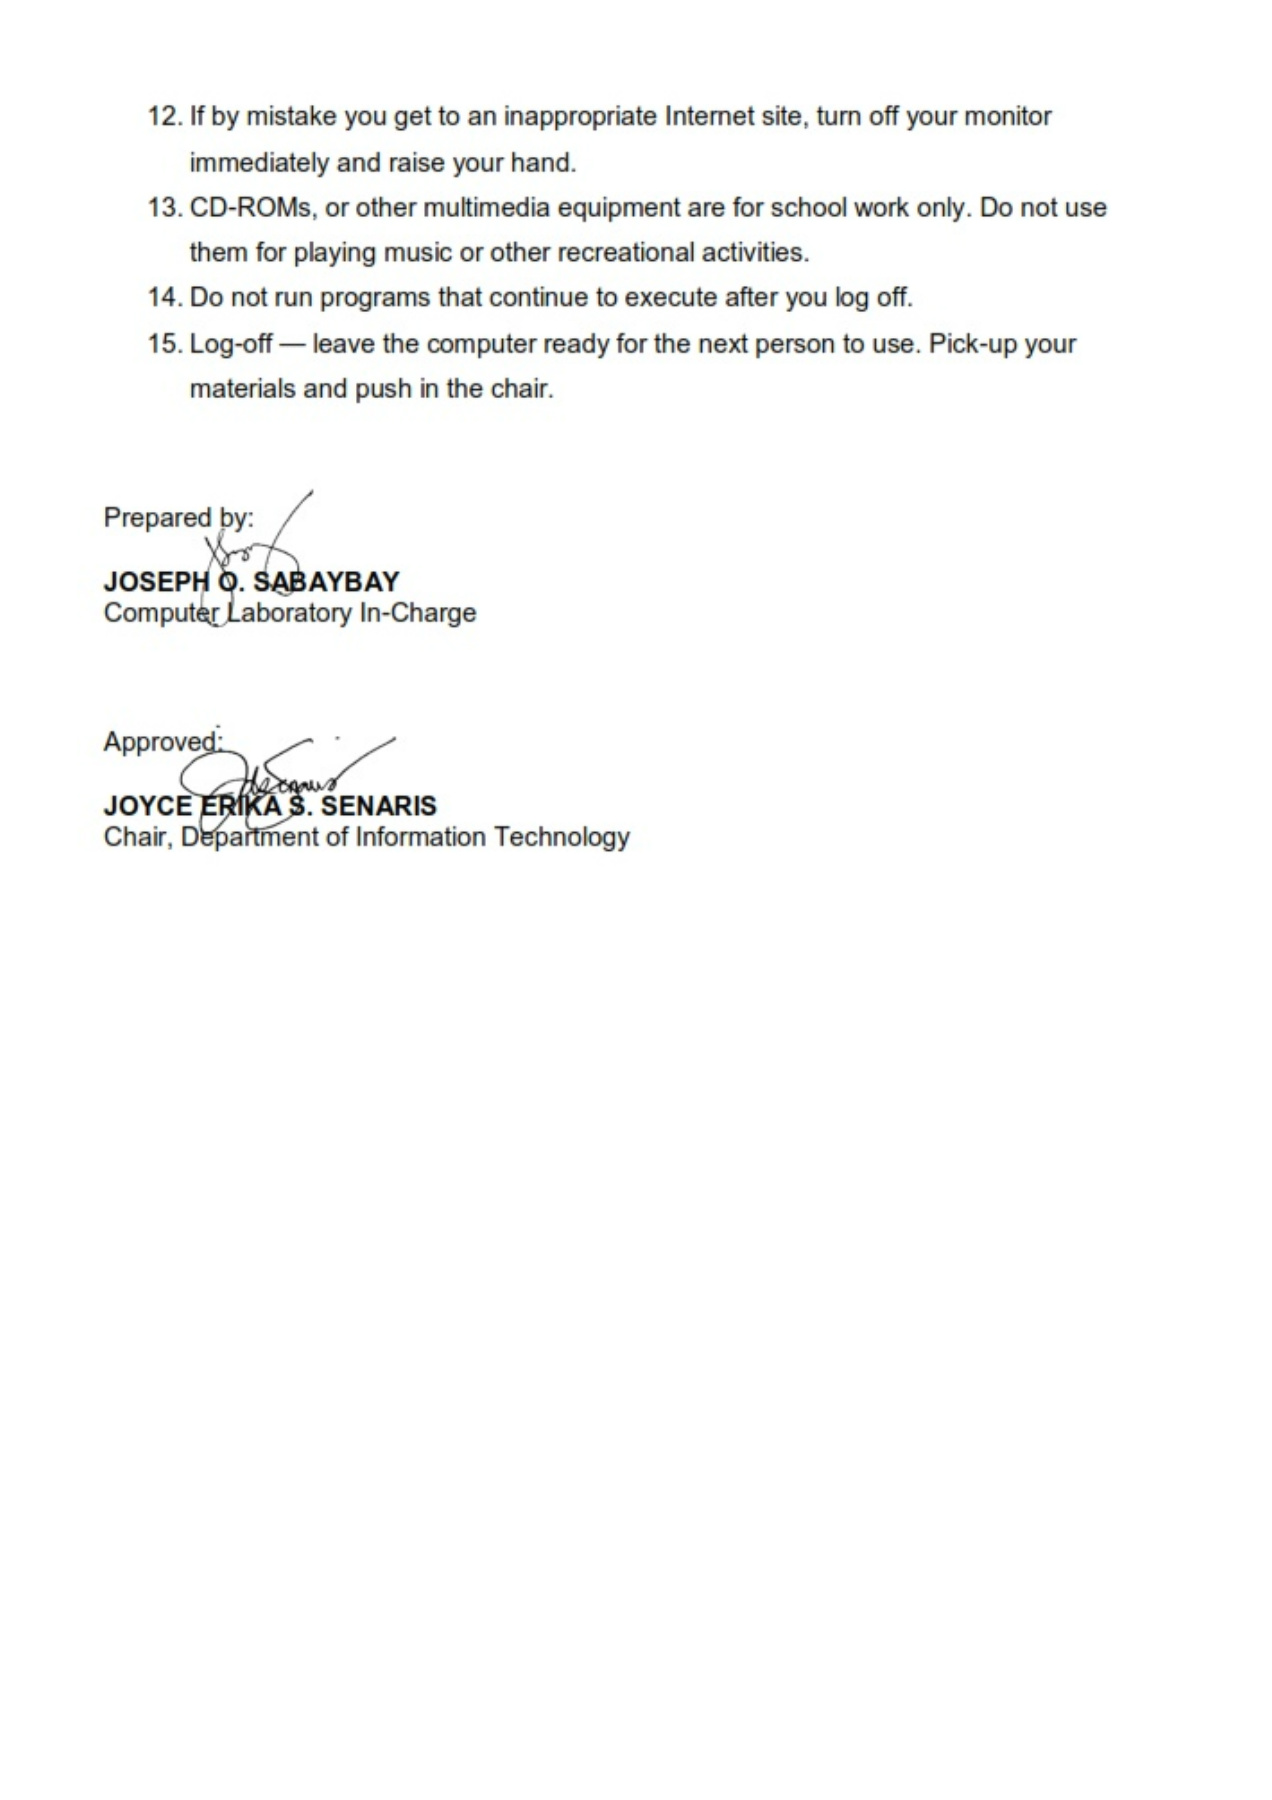 12. If by mistake you get to an inappropriate Internet site, turn off your monitor
immediately and raise your hand.
13. CD-ROMs, or other multimedia equipment are for school work only. Do not use
them for playing music or other recreational activities.
14. Do not run programs that continue to execute after you log off.
15. Log-off — leave the computer ready for the next person to use. Pick-up your
materials and push in the chair.
Prepared by:
JOSEPH O. SABAYBAY
Computer Laboratory In-Charge
Approved:
JOYCE ERIKA S. SENARIS
Chair, Department of Information Technology